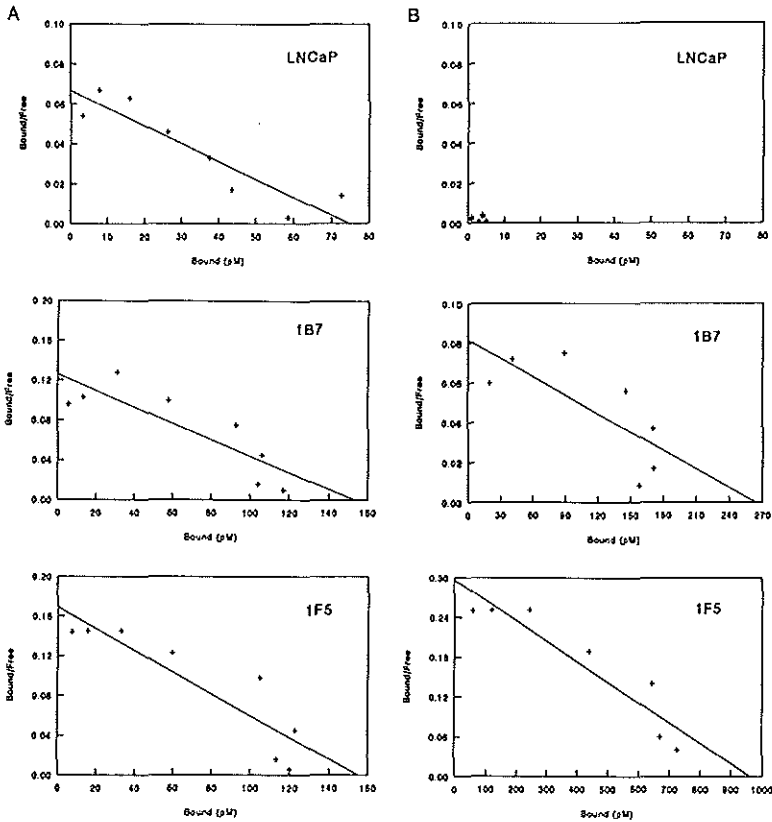 A
B
LNCaP
0.10
0.08
0.06
0.04
0.02
0.00
Bound/Free
0 10 20 30 40 50 60 70 80
Bound (pM)
LNCaP
0.10
0.08
0.06
0.04
0.02
0.00
Bound/Free
0 10 20 30 40 50 60 70 80
Bound (pM)
1B7
0.20
0.16
0.12
0.08
0.04
0.00
Bound/Free
0 20 40 60 80 100 120 140 160
Bound (pM)
1B7
0.10
0.08
0.06
0.04
0.02
0.00
Bound/Free
0 30 60 90 120 150 180 210 240 270
Bound (pM)
1F5
0.20
0.16
0.12
0.08
0.04
0.00
Bound/Free
0 20 40 60 80 100 120 140 160
Bound (pM)
1F5
0.30
0.24
0.18
0.12
0.06
0.00
Bound/Free
0 100 200 300 400 500 600 700 800 900 1000
Bound (pM)